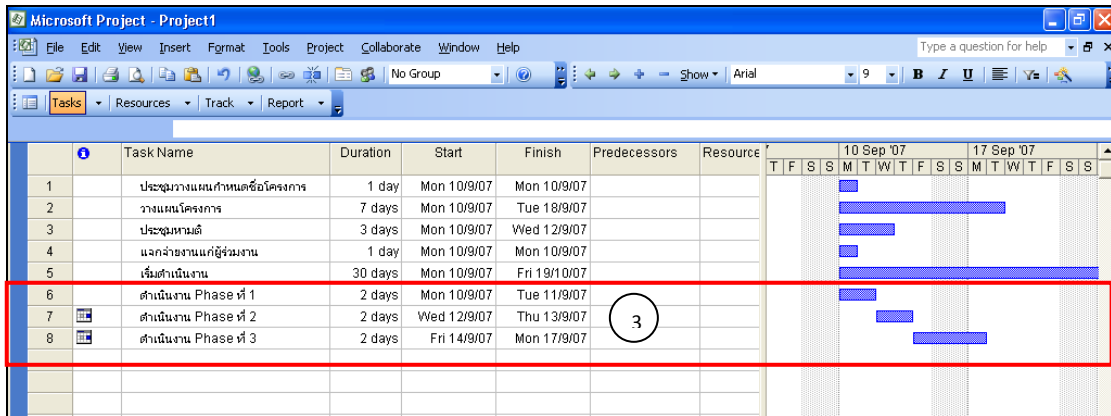 Microsoft Project - Project1
File Edit View Insert Format Tools Project Collaborate Window Help Type a question for help
No Group Show Arial 9 B I U
Tasks Resources Track Report
Task Name Duration Start Finish Predecessors Resource 10 Sep '07 17 Sep '07
T F S S M T W T F S S M T W T F S S
1 ประชุมวางแผนกำหนดชื่อโครงการ 1 day Mon 10/9/07 Mon 10/9/07
2 วางแผนโครงการ 7 days Mon 10/9/07 Tue 18/9/07
3 ประชุมหามติ 3 days Mon 10/9/07 Wed 12/9/07
4 แจกจ่ายงานแก่ผู้ร่วมงาน 1 day Mon 10/9/07 Mon 10/9/07
5 เริ่มดำเนินงาน 30 days Mon 10/9/07 Fri 19/10/07
6 ดำเนินงาน Phase ที่ 1 2 days Mon 10/9/07 Tue 11/9/07
7 ดำเนินงาน Phase ที่ 2 2 days Wed 12/9/07 Thu 13/9/07 3
8 ดำเนินงาน Phase ที่ 3 2 days Fri 14/9/07 Mon 17/9/07